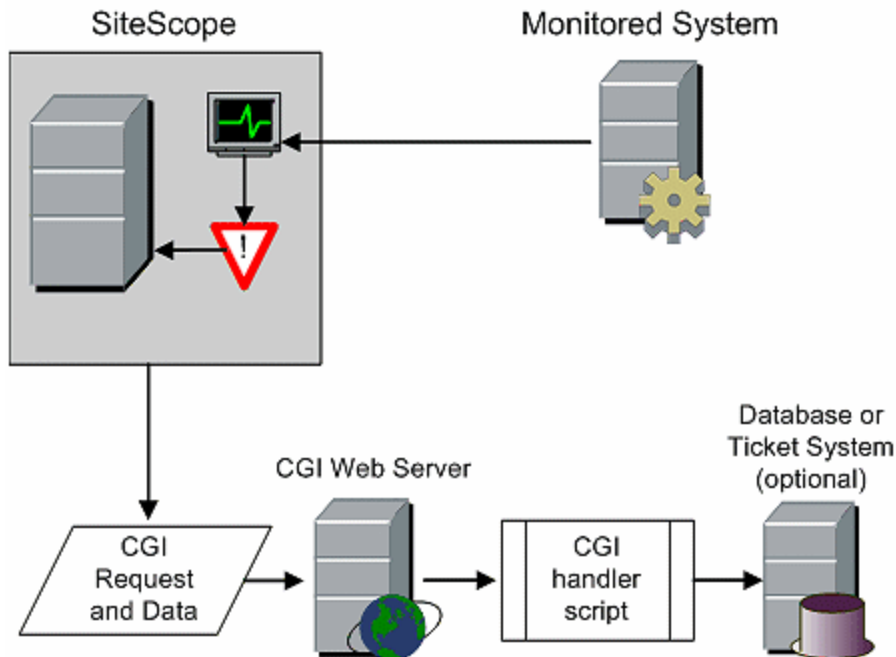 SiteScope
Monitored System
!
Database or
Ticket System
(optional)
CGI Web Server
CGI
Request
and Data
CGI
handler
script